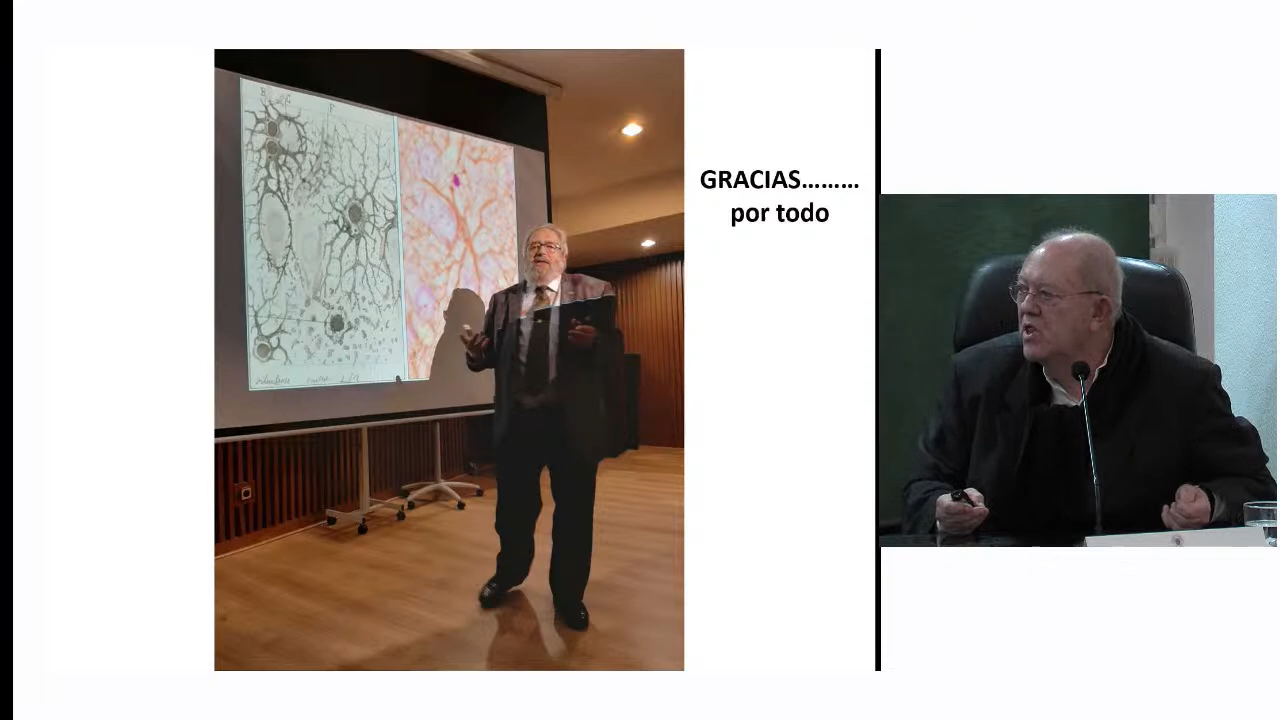 B G F
GRACIAS.........
por todo